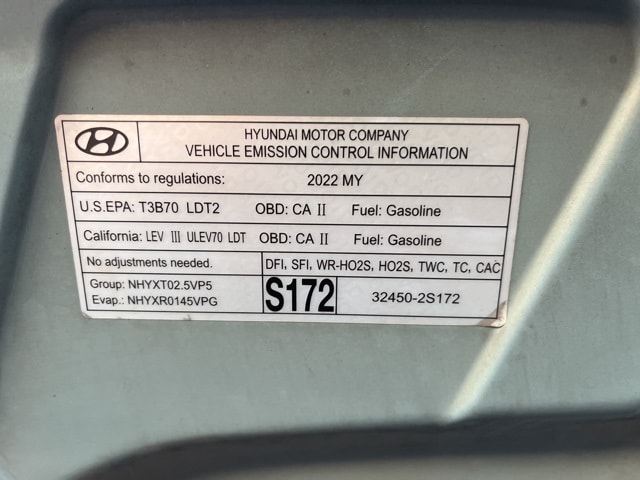 HYUNDAI MOTOR COMPANY
VEHICLE EMISSION CONTROL INFORMATION
Conforms to regulations: 2022 MY
U.S.EPA: T3B70 LDT2 OBD: CA II Fuel: Gasoline
California: LEV III ULEV70 LDT OBD: CA II Fuel: Gasoline
No adjustments needed. DFI, SFI, WR-HO2S, HO2S, TWC, TC, CAC
Group: NHYXT02.5VP5
Evap.: NHYXR0145VPG
S172
32450-2S172